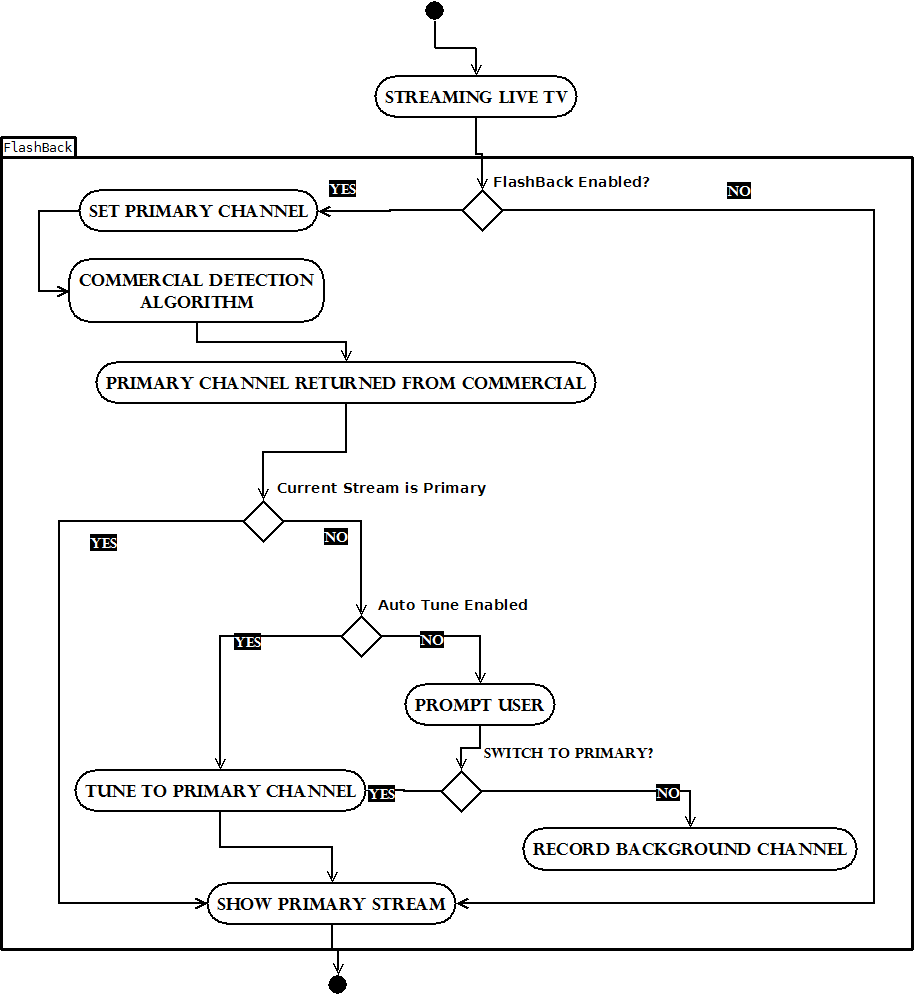 STREAMING LIVE TV
FlashBack
FlashBack Enabled?
YES
NO
SET PRIMARY CHANNEL
COMMERCIAL DETECTION
ALGORITHM
PRIMARY CHANNEL RETURNED FROM COMMERCIAL
Current Stream is Primary
YES
NO
Auto Tune Enabled
YES
NO
PROMPT USER
SWITCH TO PRIMARY?
TUNE TO PRIMARY CHANNEL
YES
NO
RECORD BACKGROUND CHANNEL
SHOW PRIMARY STREAM